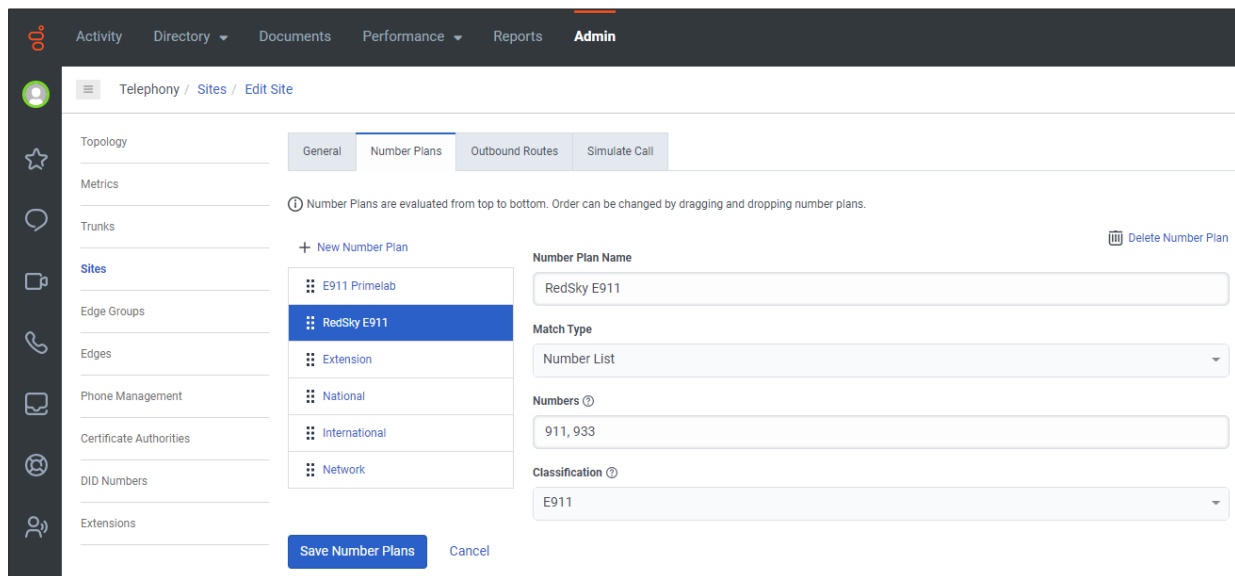 Activity Directory Documents Performance Reports Admin
Telephony / Sites / Edit Site
Topology
Metrics
Trunks
Sites
Edge Groups
Edges
Phone Management
Certificate Authorities
DID Numbers
Extensions
General Number Plans Outbound Routes Simulate Call
Number Plans are evaluated from top to bottom. Order can be changed by dragging and dropping number plans.
Delete Number Plan
+ New Number Plan
E911 Primelab
RedSky E911
Extension
National
International
Network
Number Plan Name
RedSky E911
Match Type
Number List
Numbers
911, 933
Classification
E911
Save Number Plans Cancel